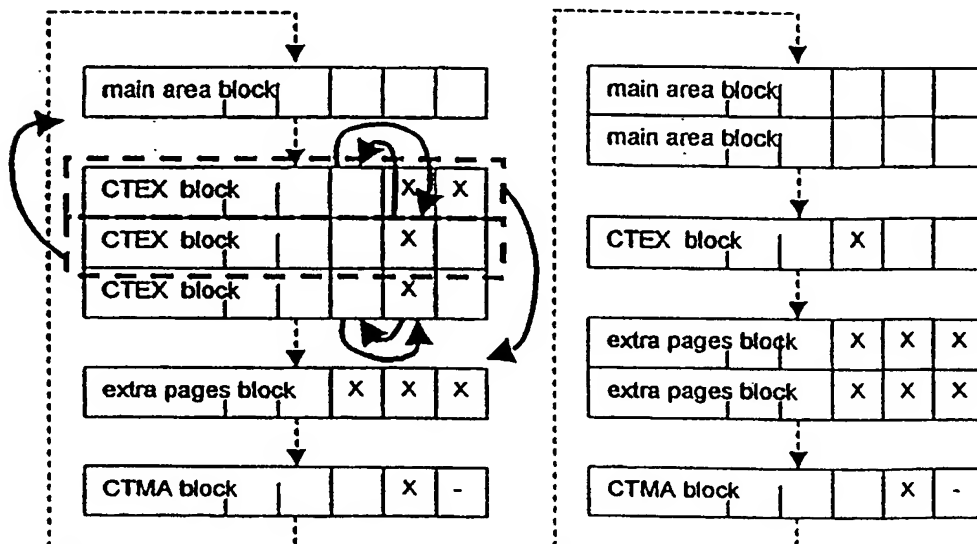 main area block
CTEX block X X
CTEX block X
CTEX block X
extra pages block X X X
CTMA block X -
main area block
main area block
CTEX block X
extra pages block X X X
extra pages block X X X
CTMA block X -